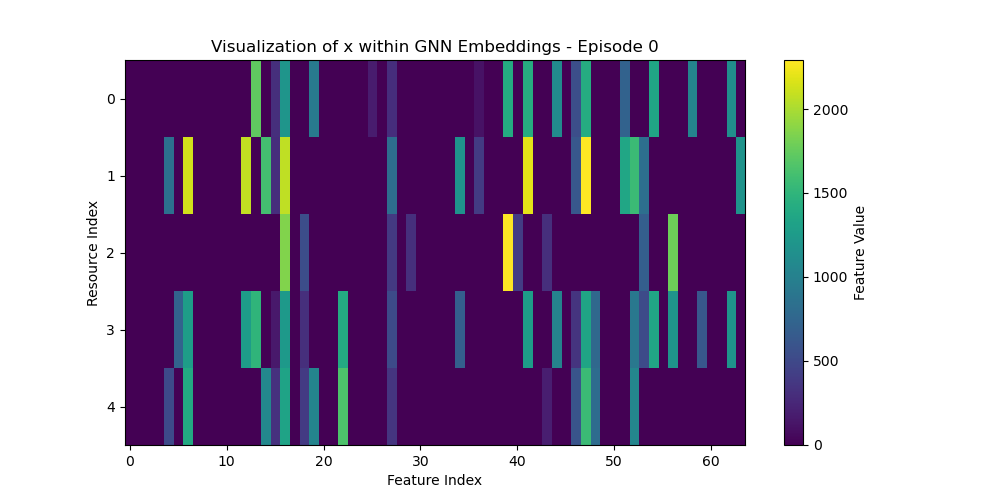 Visualization of x within GNN Embeddings - Episode 0
Resource Index
0
1
2
3
4
0 10 20 30 40 50 60
Feature Index
2000
1500
1000
500
0
Feature Value